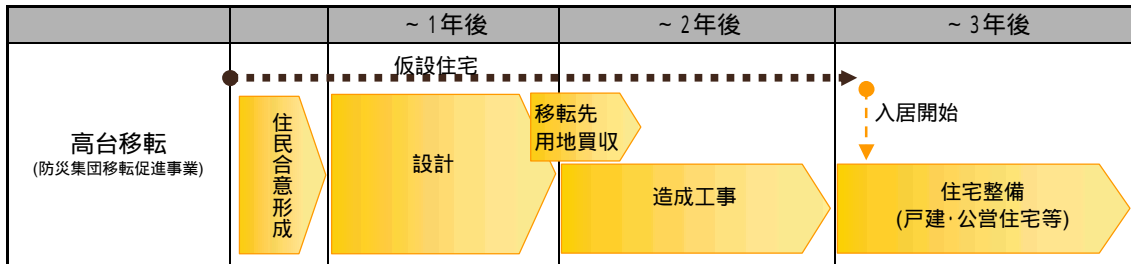 ~ 1年後
~ 2年後
~ 3年後
高台移転
(防災集団移転促進事業)
仮設住宅
住民合意形成
設計
移転先
用地買収
造成工事
入居開始
住宅整備
(戸建･公営住宅等)